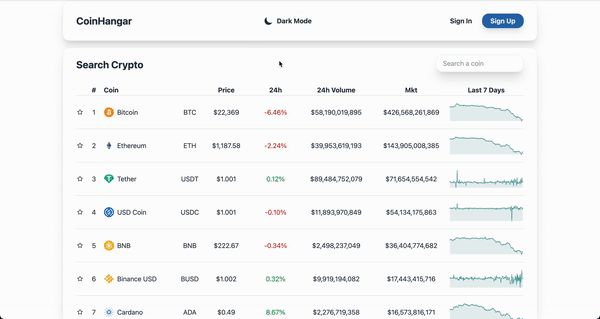 CoinHangar Dark Mode Sign In Sign Up
Search Crypto Search a coin
# Coin Price 24h 24h Volume Mkt Last 7 Days
1 Bitcoin BTC $22,369 -6.46% $58,190,019,895 $426,568,261,869
2 Ethereum ETH $1,187.58 -2.24% $39,953,619,193 $143,905,008,385
3 Tether USDT $1.001 0.12% $89,484,752,079 $71,654,554,542
4 USD Coin USDC $1.001 -0.10% $11,893,970,849 $54,134,175,863
5 BNB BNB $222.67 -0.34% $2,498,237,049 $36,404,774,682
6 Binance USD BUSD $1.002 0.32% $9,919,194,082 $17,443,415,716
7 Cardano ADA $0.49 8.67% $2,276,719,358 $16,573,816,171